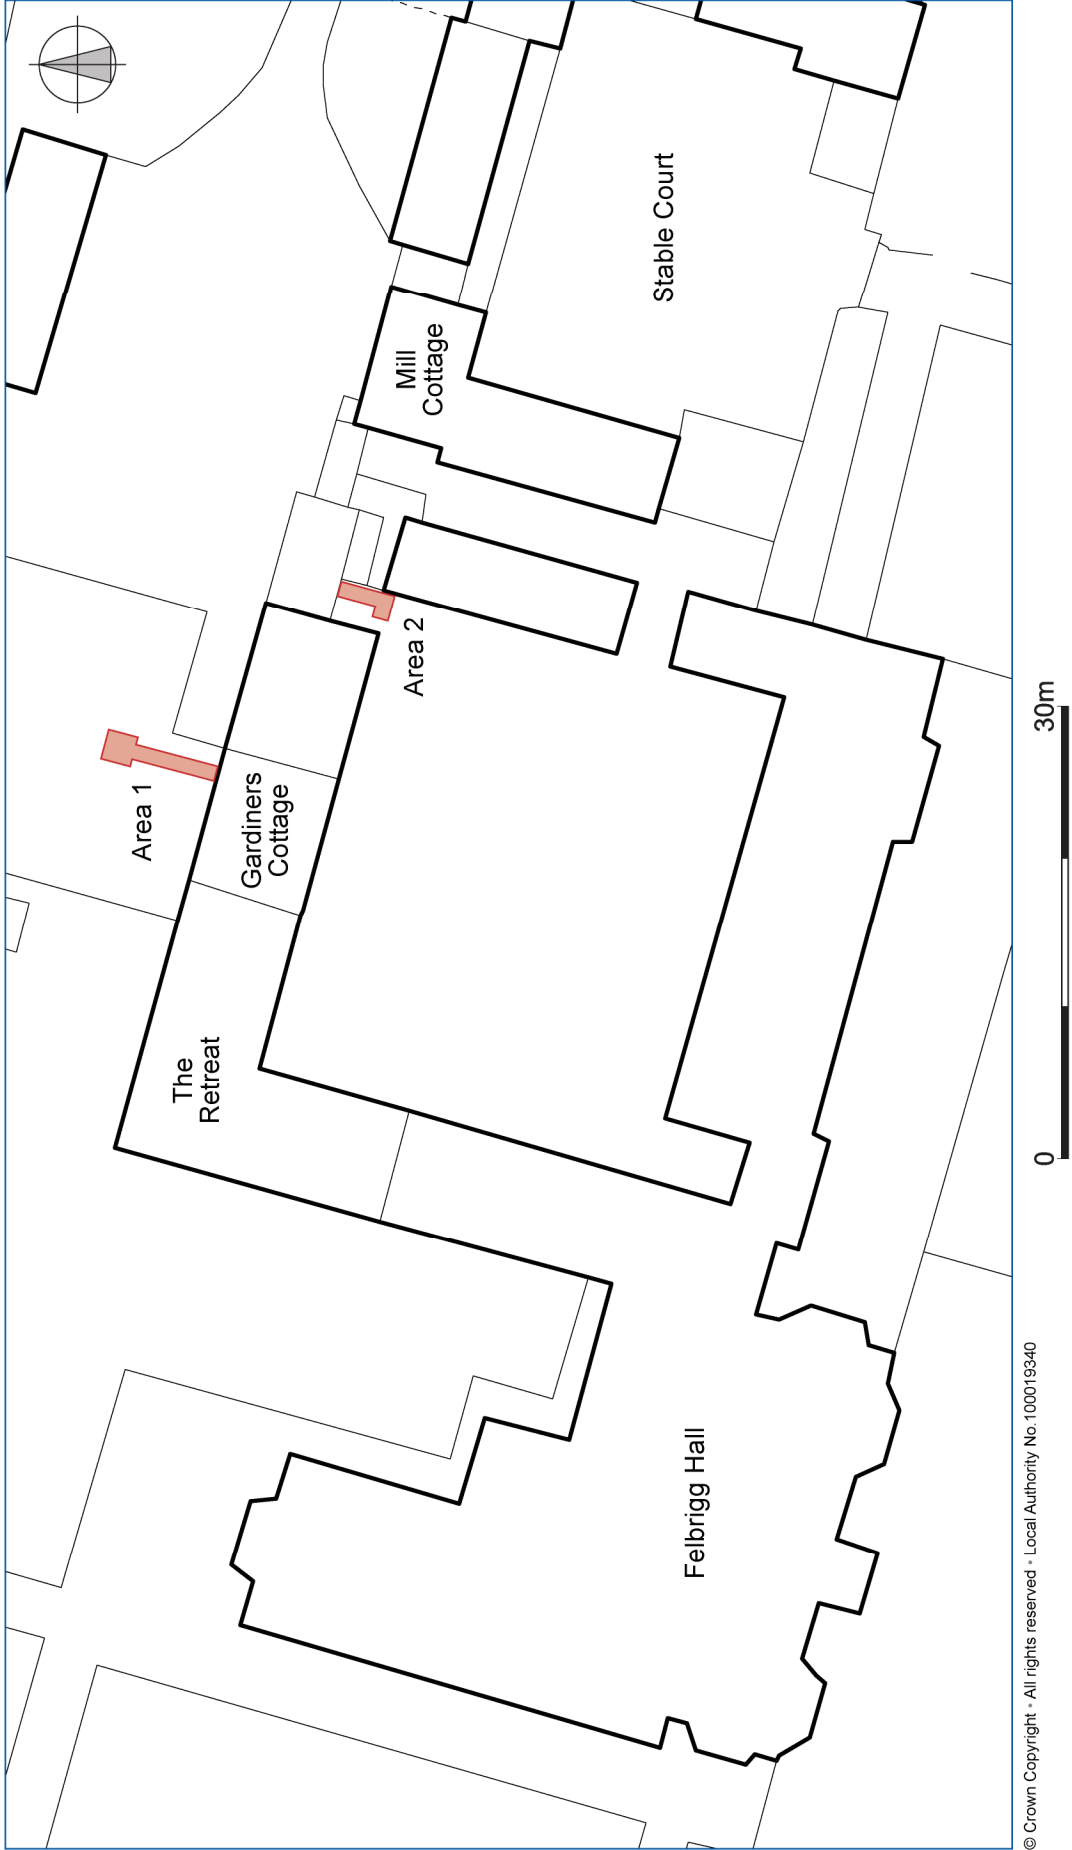 Stable Court
Mill
Cottage
Area 2
Area 1
Gardiners
Cottage
The
Retreat
Felbrigg Hall
0
30m
© Crown Copyright • All rights reserved • Local Authority No.100019340